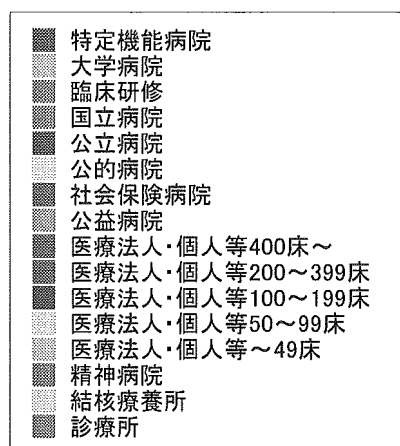 特定機能病院
大学病院
臨床研修
国立病院
公立病院
公的病院
社会保険病院
公益病院
医療法人・個人等400床～
医療法人・個人等200～399床
医療法人・個人等100～199床
医療法人・個人等50～99床
医療法人・個人等～49床
精神病院
結核療養所
診療所